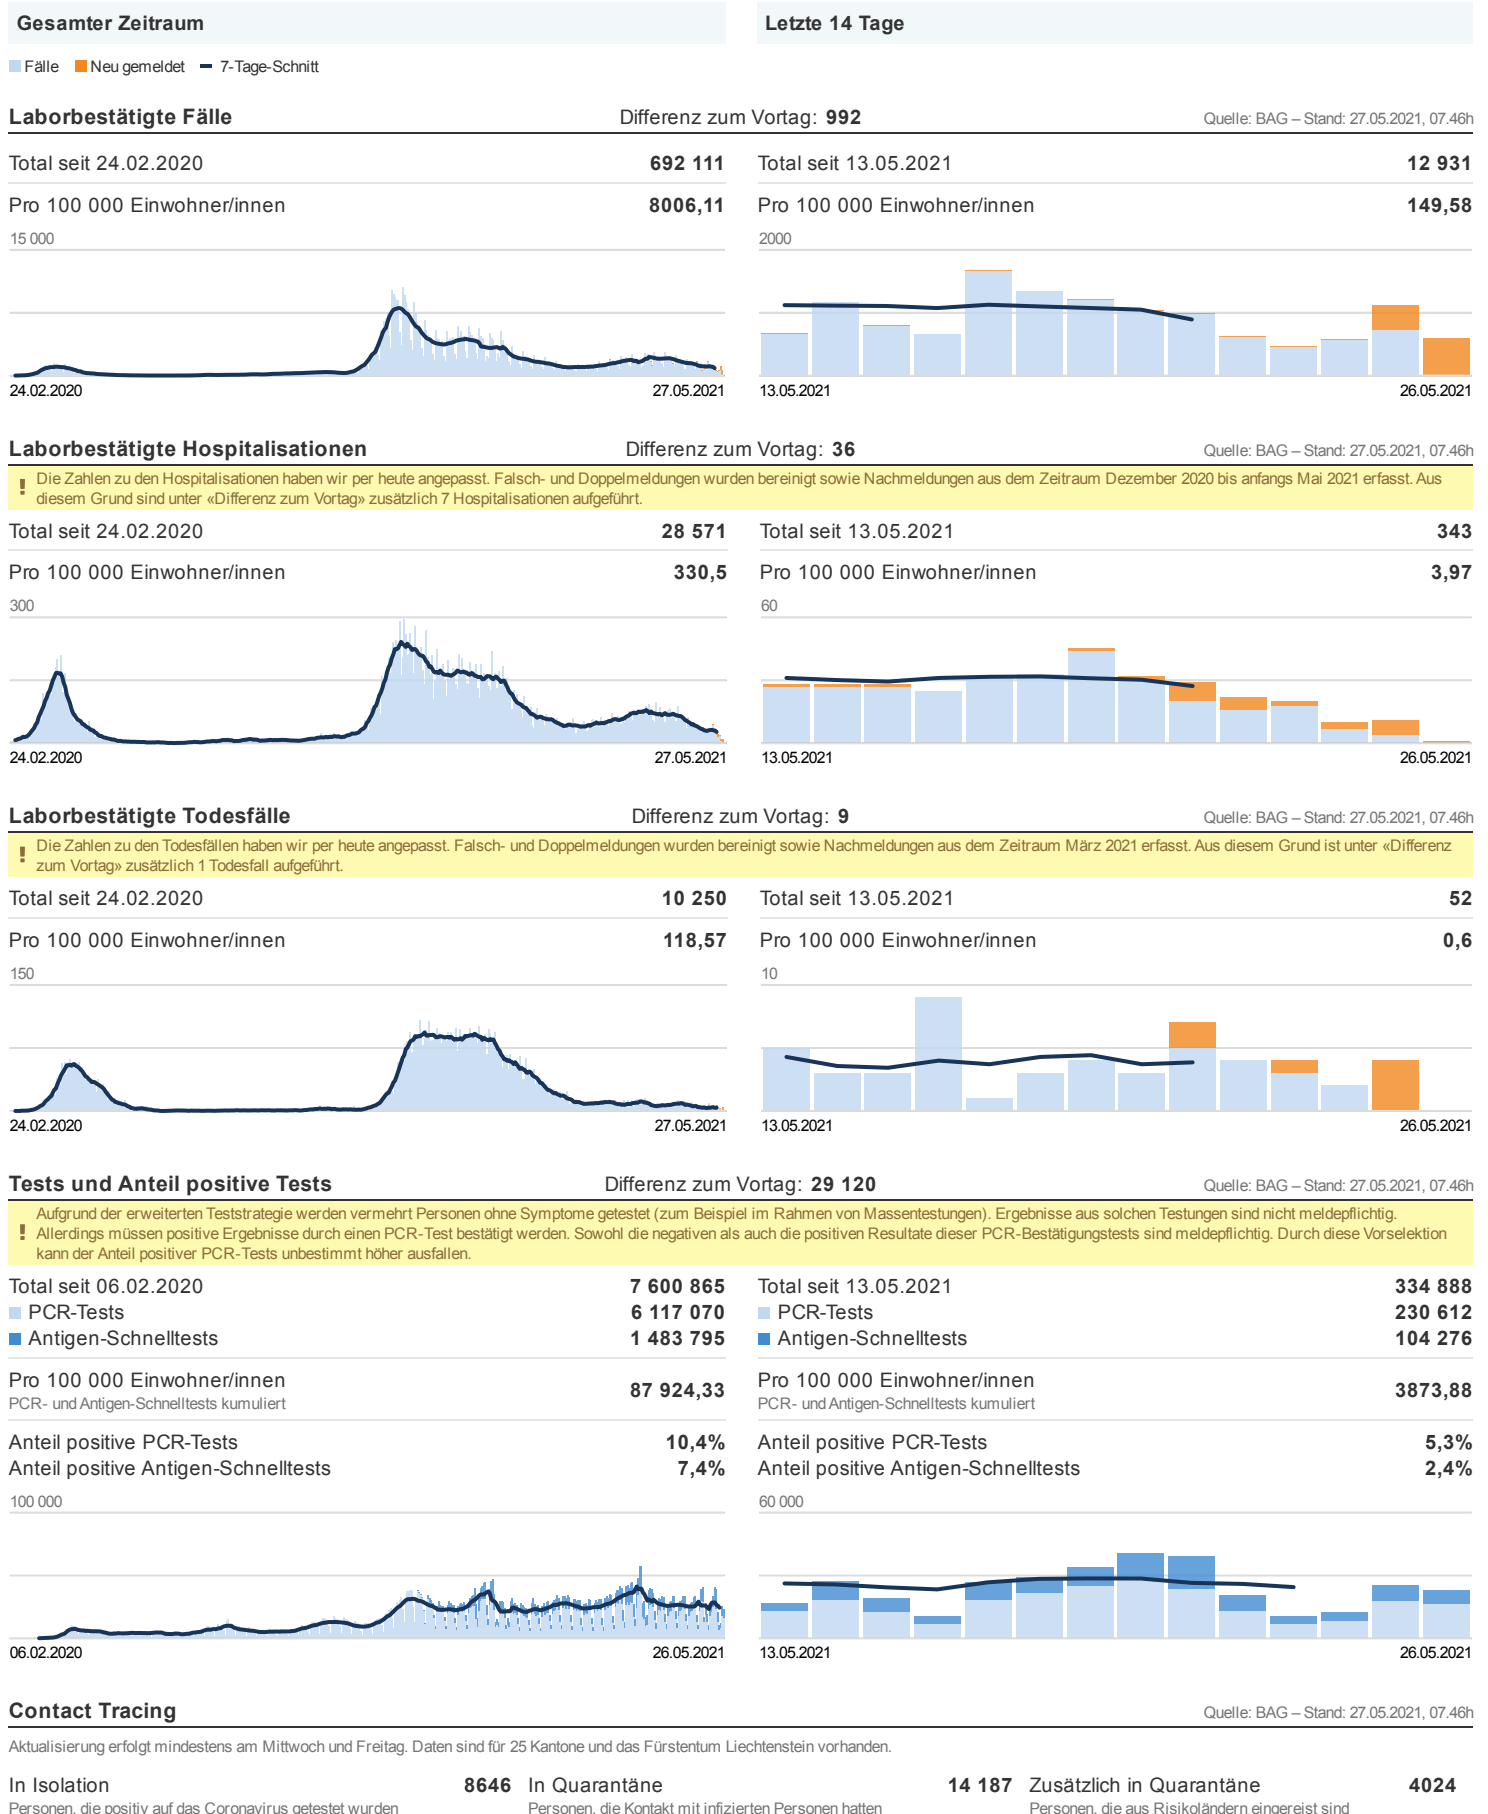 Gesamter Zeitraum
Letzte 14 Tage
Fälle Neu gemeldet 7-Tage-Schnitt
Laborbestätigte Fälle Differenz zum Vortag: 992 Quelle: BAG – Stand: 27.05.2021, 07.46h
Total seit 24.02.2020 692 111
Total seit 13.05.2021 12 931
Pro 100 000 Einwohner/innen 8006,11
Pro 100 000 Einwohner/innen 149,58
15 000
2000
24.02.2020 27.05.2021
13.05.2021 26.05.2021
Laborbestätigte Hospitalisationen Differenz zum Vortag: 36 Quelle: BAG – Stand: 27.05.2021, 07.46h
! Die Zahlen zu den Hospitalisationen haben wir per heute angepasst. Falsch- und Doppelmeldungen wurden bereinigt sowie Nachmeldungen aus dem Zeitraum Dezember 2020 bis anfangs Mai 2021 erfasst. Aus
diesem Grund sind unter «Differenz zum Vortag» zusätzlich 7 Hospitalisationen aufgeführt.
Total seit 24.02.2020 28 571
Total seit 13.05.2021 343
Pro 100 000 Einwohner/innen 330,5
Pro 100 000 Einwohner/innen 3,97
300
60
24.02.2020 27.05.2021
13.05.2021 26.05.2021
Laborbestätigte Todesfälle Differenz zum Vortag: 9 Quelle: BAG – Stand: 27.05.2021, 07.46h
! Die Zahlen zu den Todesfällen haben wir per heute angepasst. Falsch- und Doppelmeldungen wurden bereinigt sowie Nachmeldungen aus dem Zeitraum März 2021 erfasst. Aus diesem Grund ist unter «Differenz
zum Vortag» zusätzlich 1 Todesfall aufgeführt.
Total seit 24.02.2020 10 250
Total seit 13.05.2021 52
Pro 100 000 Einwohner/innen 118,57
Pro 100 000 Einwohner/innen 0,6
150
10
24.02.2020 27.05.2021
13.05.2021 26.05.2021
Tests und Anteil positive Tests Differenz zum Vortag: 29 120 Quelle: BAG – Stand: 27.05.2021, 07.46h
Aufgrund der erweiterten Teststrategie werden vermehrt Personen ohne Symptome getestet (zum Beispiel im Rahmen von Massentestungen). Ergebnisse aus solchen Testungen sind nicht meldepflichtig.
! Allerdings müssen positive Ergebnisse durch einen PCR-Test bestätigt werden. Sowohl die negativen als auch die positiven Resultate dieser PCR-Bestätigungstests sind meldepflichtig. Durch diese Vorselektion
kann der Anteil positiver PCR-Tests unbestimmt höher ausfallen.
Total seit 06.02.2020 7 600 865
PCR-Tests 6 117 070
Antigen-Schnelltests 1 483 795
Total seit 13.05.2021 334 888
PCR-Tests 230 612
Antigen-Schnelltests 104 276
Pro 100 000 Einwohner/innen 87 924,33
PCR- und Antigen-Schnelltests kumuliert
Pro 100 000 Einwohner/innen 3873,88
PCR- und Antigen-Schnelltests kumuliert
Anteil positive PCR-Tests 10,4%
Anteil positive Antigen-Schnelltests 7,4%
Anteil positive PCR-Tests 5,3%
Anteil positive Antigen-Schnelltests 2,4%
100 000
60 000
06.02.2020 26.05.2021
13.05.2021 26.05.2021
Contact Tracing Quelle: BAG – Stand: 27.05.2021, 07.46h
Aktualisierung erfolgt mindestens am Mittwoch und Freitag. Daten sind für 25 Kantone und das Fürstentum Liechtenstein vorhanden.
In Isolation 8646
Personen, die positiv auf das Coronavirus getestet wurden
In Quarantäne 14 187
Personen, die Kontakt mit infizierten Personen hatten
Zusätzlich in Quarantäne 4024
Personen, die aus Risikoländern eingereist sind